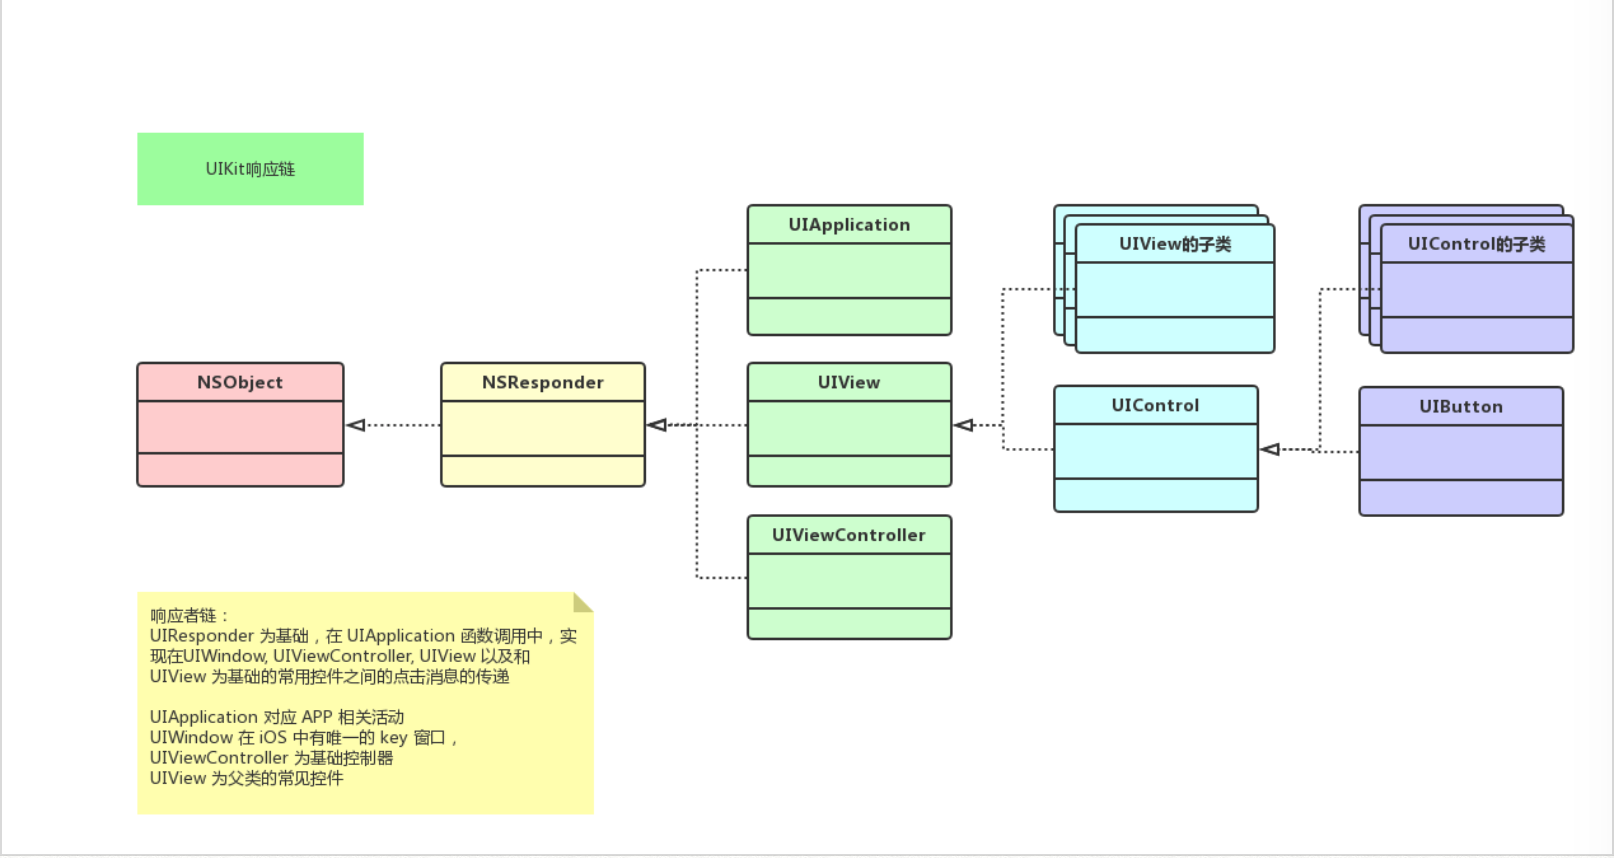 UIKit响应链
UIApplication
UIView的子类
UIControl的子类
NSObject
NSResponder
UIView
UIControl
UIButton
UIViewController
响应者链：
UIResponder 为基础，在 UIApplication 函数调用中，实
现在UIWindow, UIViewController, UIView 以及和
UIView 为基础的常用控件之间的点击消息的传递
UIApplication 对应 APP 相关活动
UIWindow 在 iOS 中有唯一的 key 窗口，
UIViewController 为基础控制器
UIView 为父类的常见控件